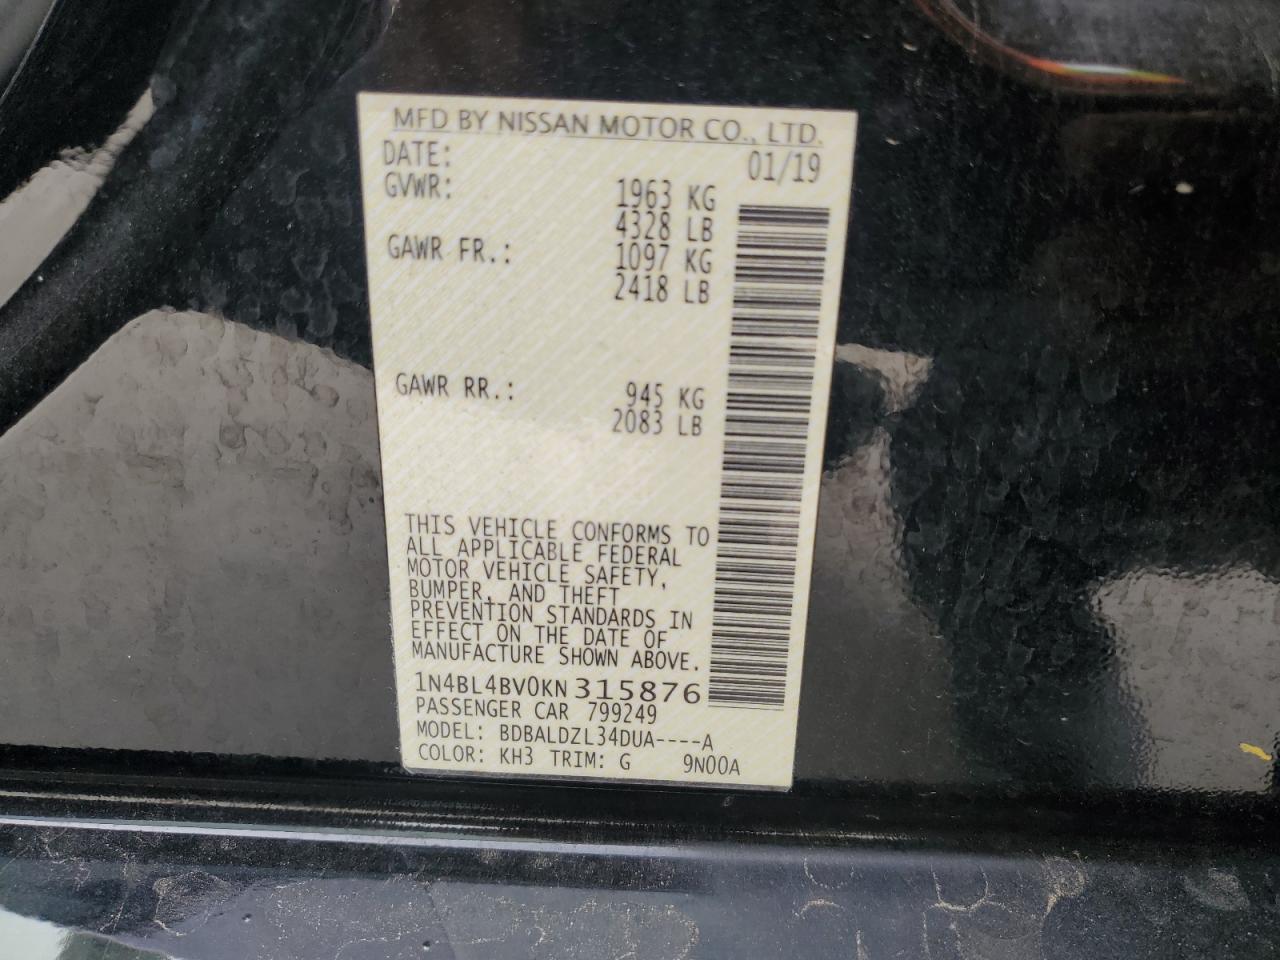 MFD BY NISSAN MOTOR CO., LTD.
DATE: 01/19
GVWR: 1963 KG
4328 LB
GAWR FR.: 1097 KG
2418 LB
GAWR RR.: 945 KG
2083 LB
THIS VEHICLE CONFORMS TO
ALL APPLICABLE FEDERAL
MOTOR VEHICLE SAFETY,
BUMPER, AND THEFT
PREVENTION STANDARDS IN
EFFECT ON THE DATE OF
MANUFACTURE SHOWN ABOVE.
1N4BL4BV0KN315876
PASSENGER CAR 799249
MODEL: BDBALDZL34DUA----A
COLOR: KH3 TRIM: G 9N00A